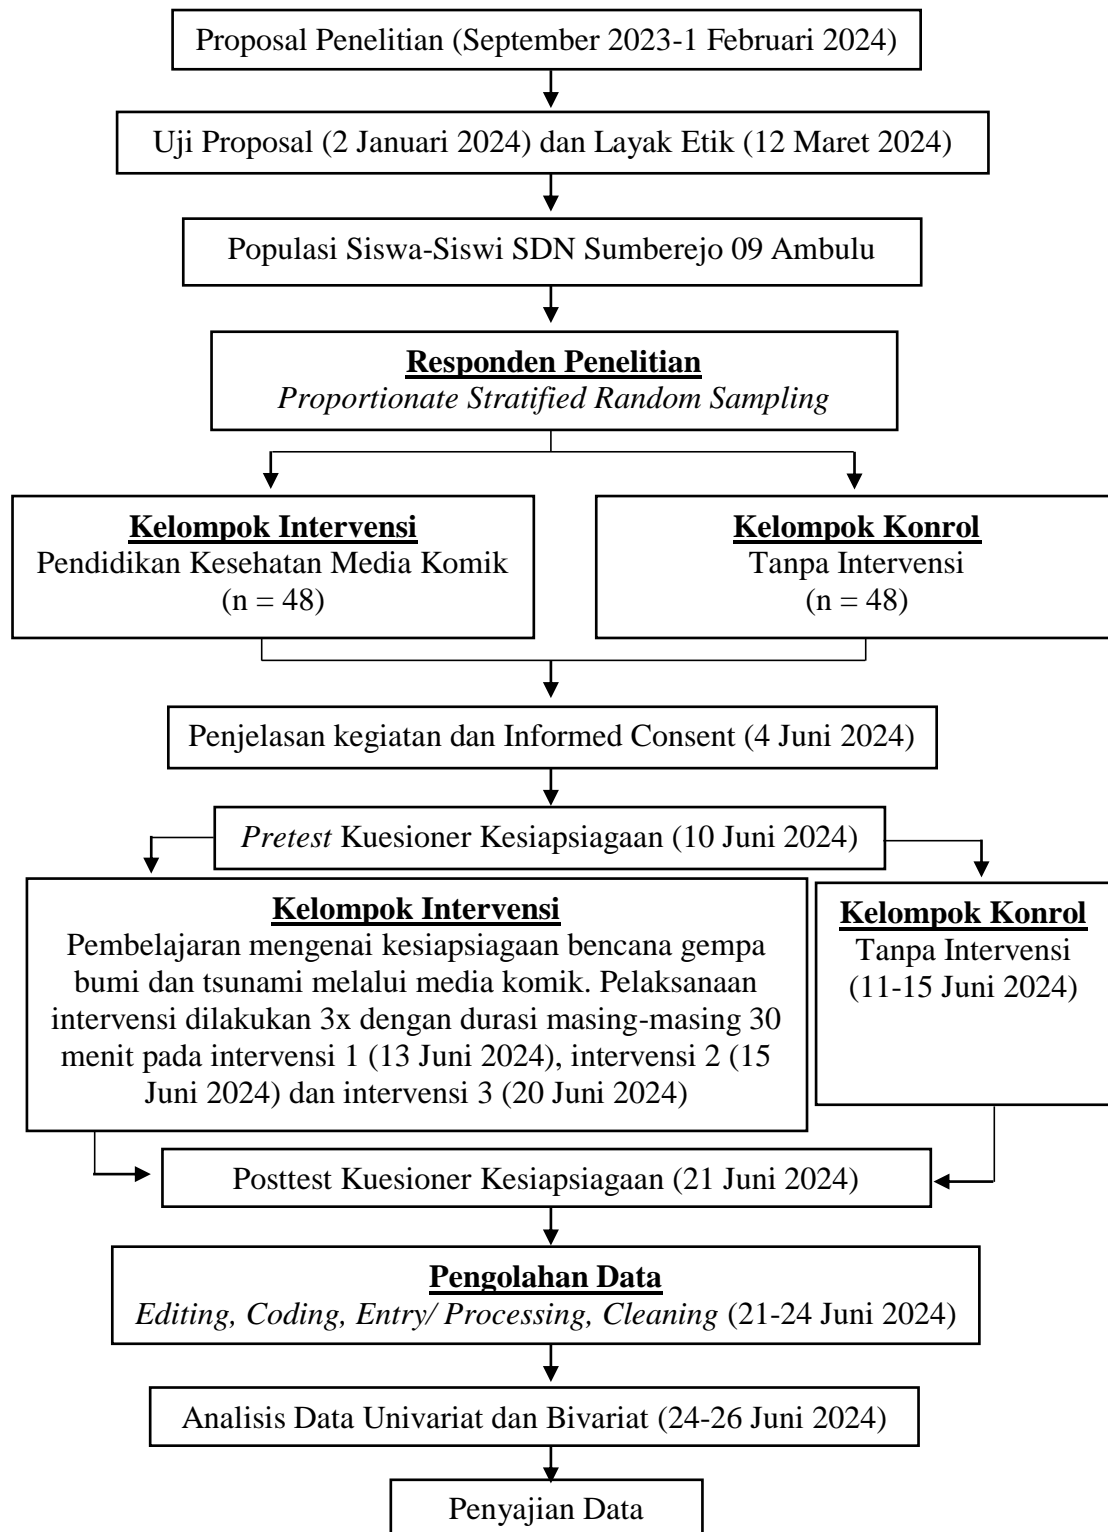 Proposal Penelitian (September 2023-1 Februari 2024)
Uji Proposal (2 Januari 2024) dan Layak Etik (12 Maret 2024)
Populasi Siswa-Siswi SDN Sumberejo 09 Ambulu
Responden Penelitian
Proportionate Stratified Random Sampling
Kelompok Intervensi
Pendidikan Kesehatan Media Komik
(n = 48)
Kelompok Konrol
Tanpa Intervensi
(n = 48)
Penjelasan kegiatan dan Informed Consent (4 Juni 2024)
Pretest Kuesioner Kesiapsiagaan (10 Juni 2024)
Kelompok Intervensi
Pembelajaran mengenai kesiapsiagaan bencana gempa
bumi dan tsunami melalui media komik. Pelaksanaan
intervensi dilakukan 3x dengan durasi masing-masing 30
menit pada intervensi 1 (13 Juni 2024), intervensi 2 (15
Juni 2024) dan intervensi 3 (20 Juni 2024)
Kelompok Konrol
Tanpa Intervensi
(11-15 Juni 2024)
Posttest Kuesioner Kesiapsiagaan (21 Juni 2024)
Pengolahan Data
Editing, Coding, Entry/ Processing, Cleaning (21-24 Juni 2024)
Analisis Data Univariat dan Bivariat (24-26 Juni 2024)
Penyajian Data